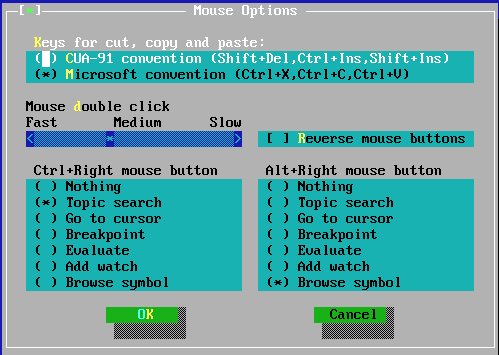 [*] Mouse Options
Keys for cut, copy and paste:
( ) CUA-91 convention (Shift+Del,Ctrl+Ins,Shift+Ins)
(*) Microsoft convention (Ctrl+X,Ctrl+C,Ctrl+V)
Mouse double click
Fast Medium Slow
[ ] Reverse mouse buttons
Ctrl+Right mouse button
( ) Nothing
(*) Topic search
( ) Go to cursor
( ) Breakpoint
( ) Evaluate
( ) Add watch
( ) Browse symbol
Alt+Right mouse button
( ) Nothing
( ) Topic search
( ) Go to cursor
( ) Breakpoint
( ) Evaluate
( ) Add watch
(*) Browse symbol
OK Cancel